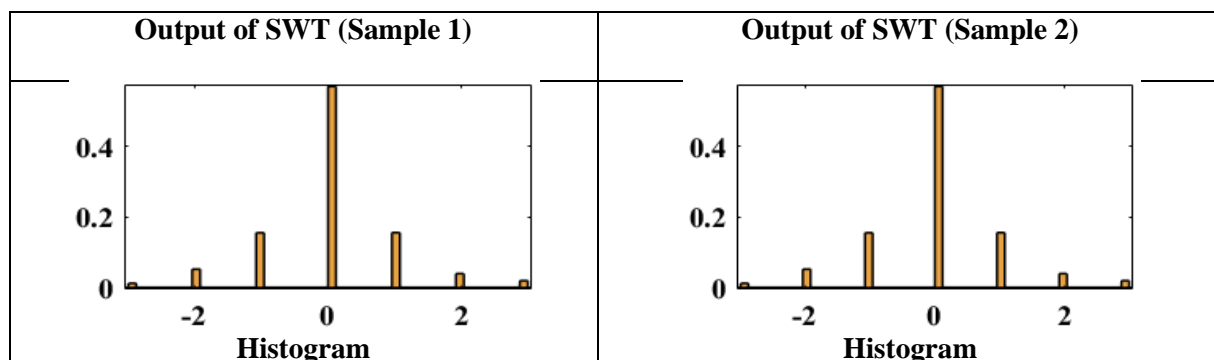 Output of SWT (Sample 1)
0.4
0.2
0
-2 0 2
Histogram
Output of SWT (Sample 2)
0.4
0.2
0
-2 0 2
Histogram